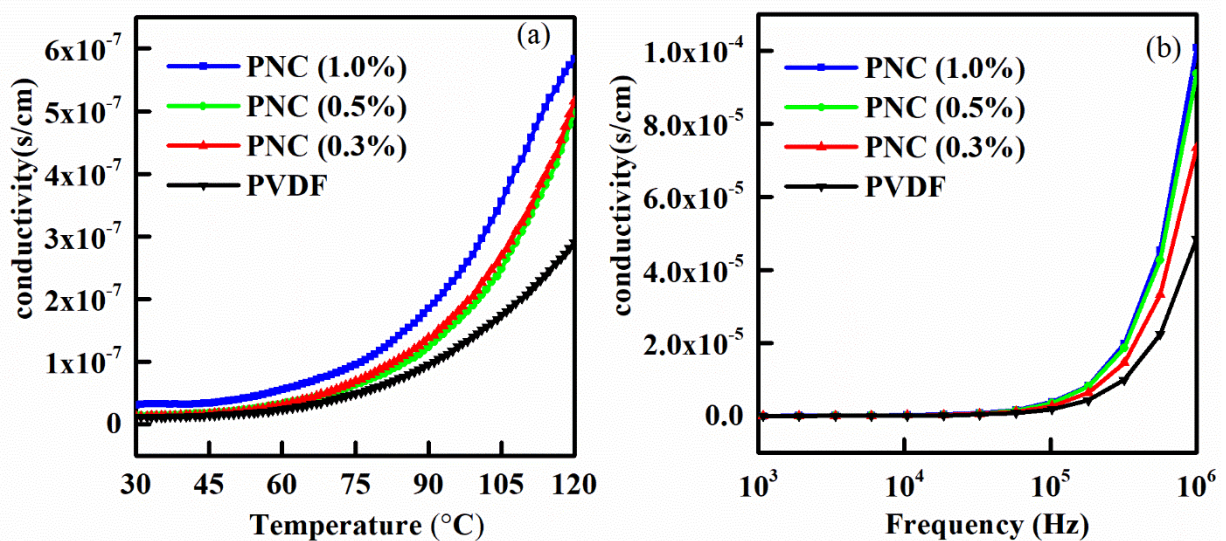 (a)
PNC (1.0%)
PNC (0.5%)
PNC (0.3%)
PVDF
conductivity(s/cm)
6x10⁻⁷
5x10⁻⁷
4x10⁻⁷
3x10⁻⁷
2x10⁻⁷
1x10⁻⁷
0
30 45 60 75 90 105 120
Temperature (°C)
(b)
PNC (1.0%)
PNC (0.5%)
PNC (0.3%)
PVDF
conductivity(s/cm)
1.0x10⁻⁴
8.0x10⁻⁵
6.0x10⁻⁵
4.0x10⁻⁵
2.0x10⁻⁵
0.0
10³ 10⁴ 10⁵ 10⁶
Frequency (Hz)